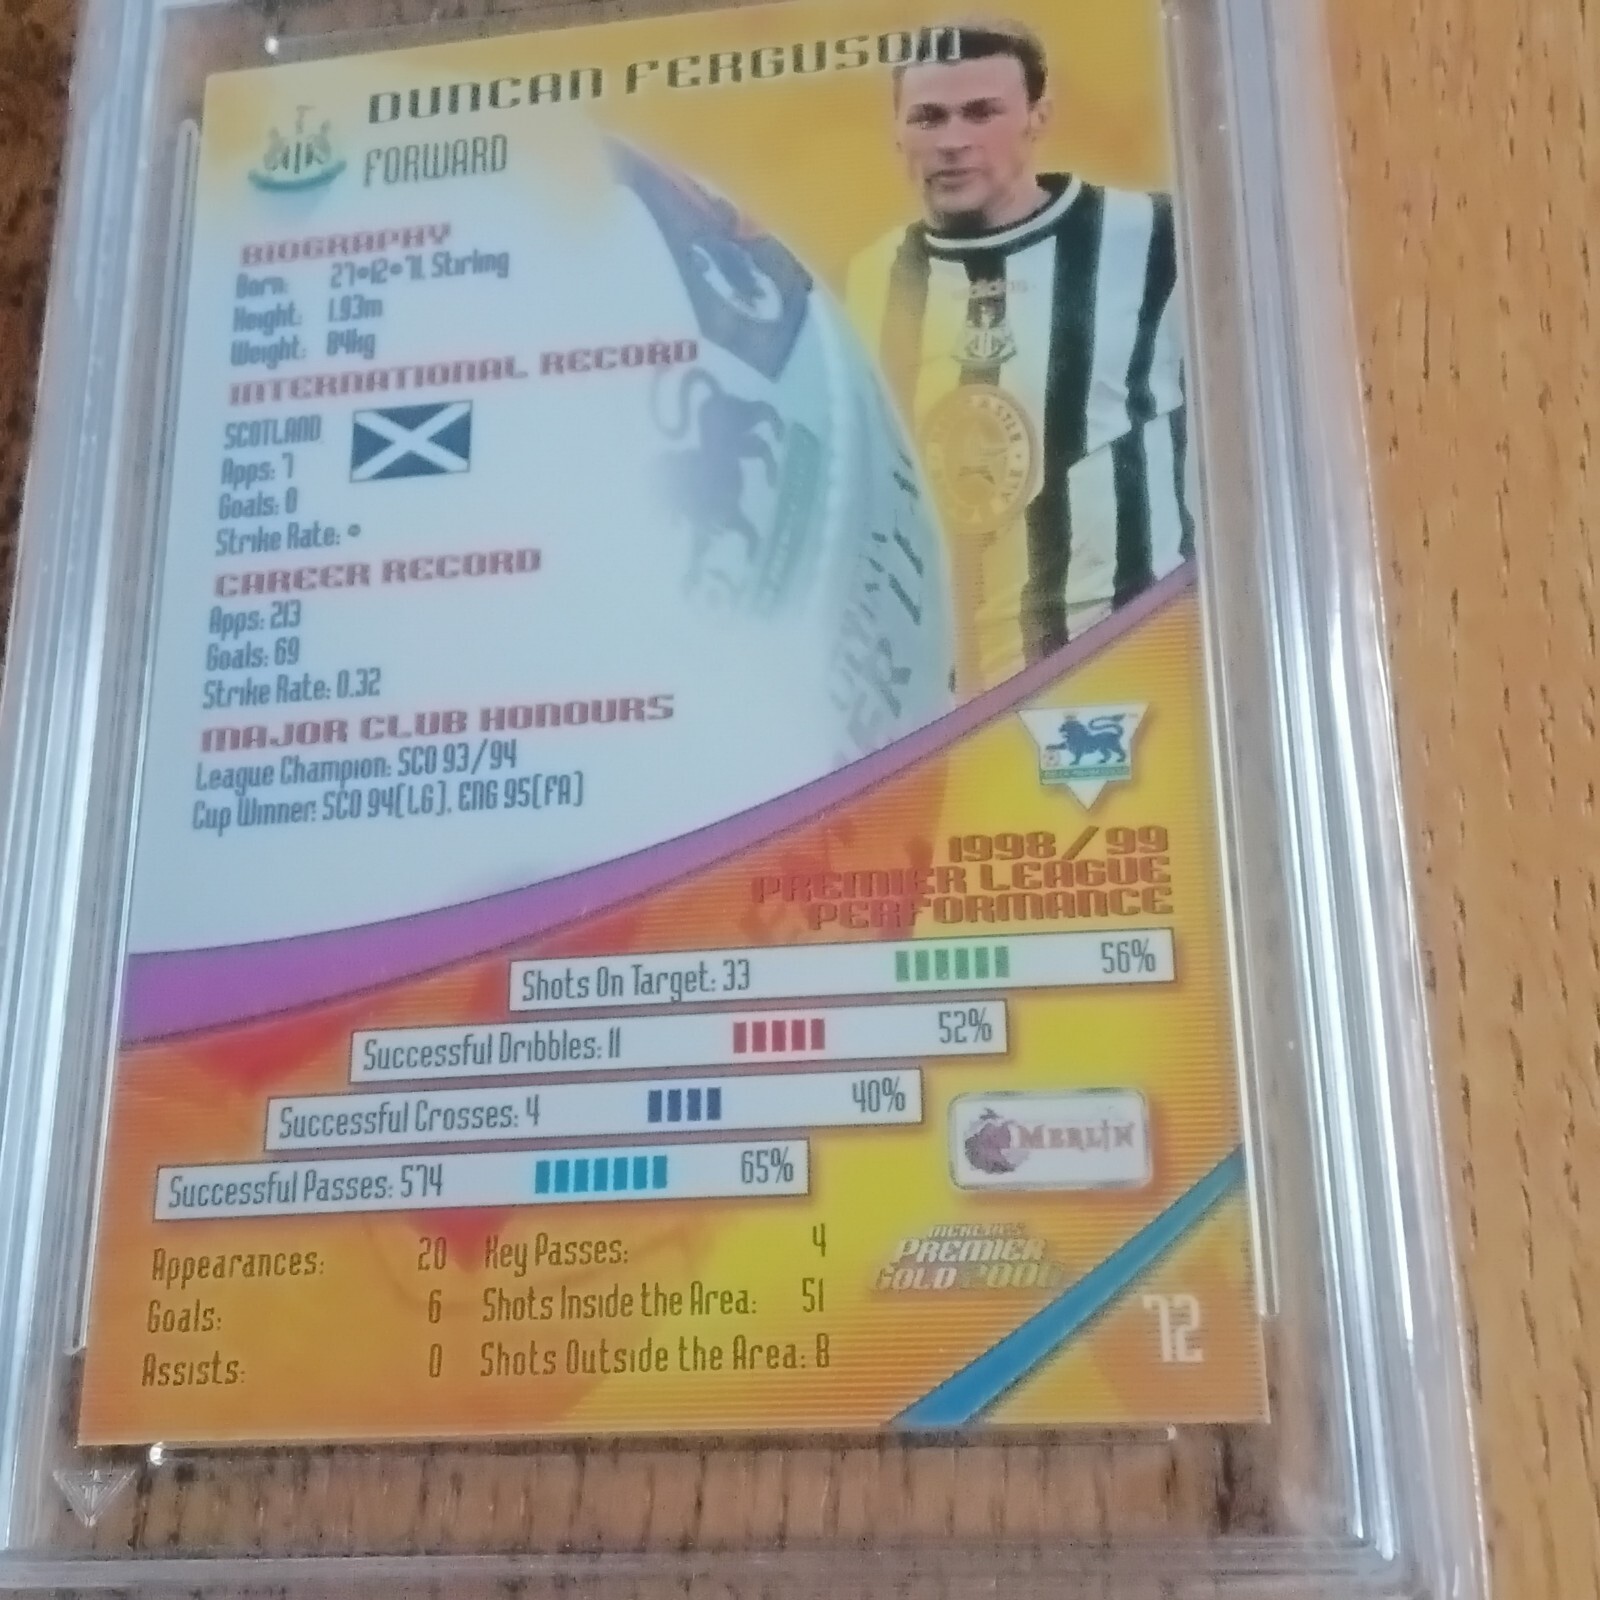 DUNCAN FERGUSON
FORWARD
BIOGRAPHY
Born: 27•12•71, Stirling
Height: 1.93m
Weight: 84kg
INTERNATIONAL RECORD
SCOTLAND
Apps: 7
Goals: 0
Strike Rate: •
CAREER RECORD
Apps: 213
Goals: 69
Strike Rate: 0.32
MAJOR CLUB HONOURS
League Champion: SCO 93/94
Cup Winner: SCO 94(LG), ENG 95(FA)
adidas
1998/99
PREMIER LEAGUE
PERFORMANCE
Shots On Target: 33 56%
Successful Dribbles: 11 52%
Successful Crosses: 4 40%
Successful Passes: 574 65%
MERLIN
Appearances: 20 Key Passes: 4
Goals: 6 Shots Inside the Area: 51
Assists: 0 Shots Outside the Area: 8
MERLIN'S
PREMIER
GOLD 2000
72